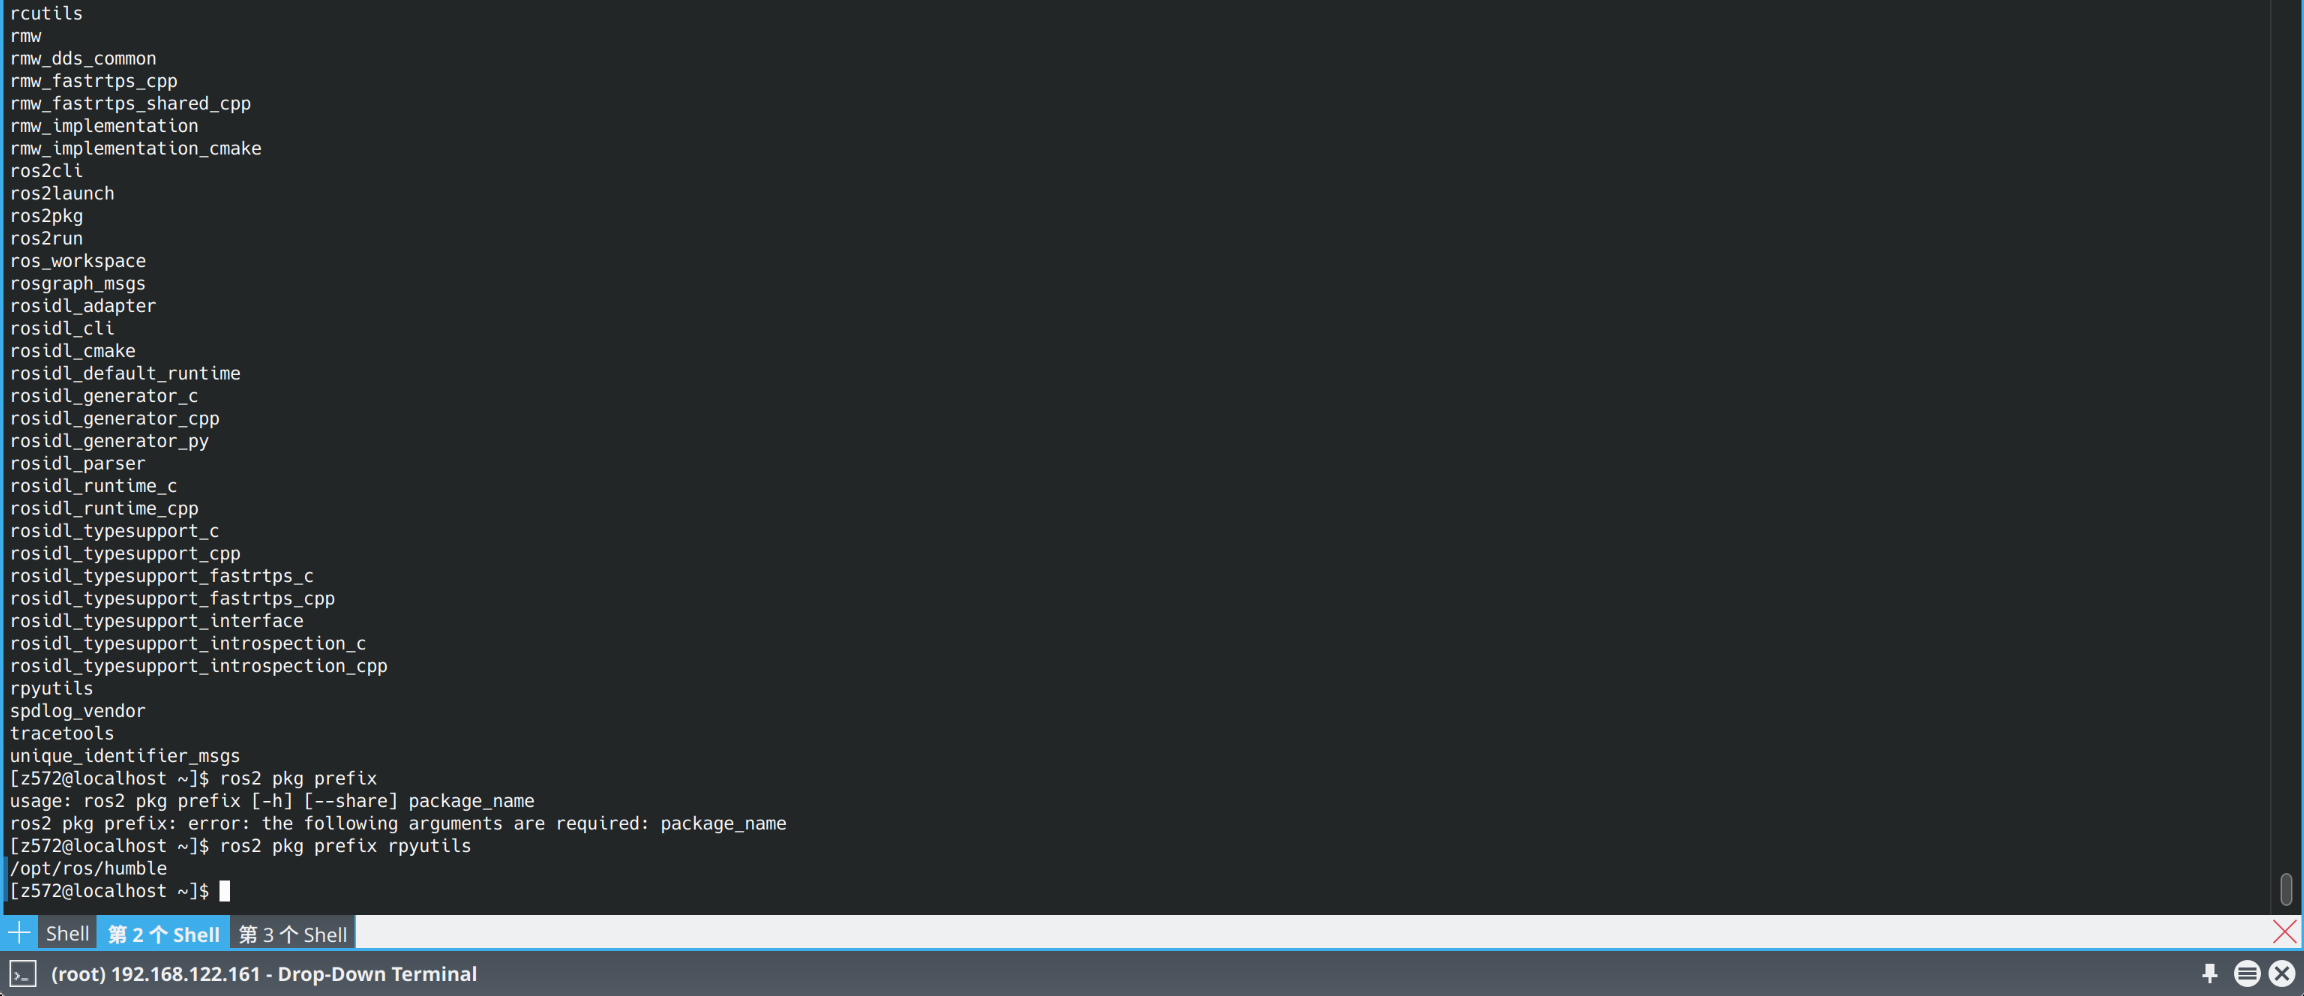 rcutils
rmw
rmw_dds_common
rmw_fastrtps_cpp
rmw_fastrtps_shared_cpp
rmw_implementation
rmw_implementation_cmake
ros2cli
ros2launch
ros2pkg
ros2run
ros_workspace
rosgraph_msgs
rosidl_adapter
rosidl_cli
rosidl_cmake
rosidl_default_runtime
rosidl_generator_c
rosidl_generator_cpp
rosidl_generator_py
rosidl_parser
rosidl_runtime_c
rosidl_runtime_cpp
rosidl_typesupport_c
rosidl_typesupport_cpp
rosidl_typesupport_fastrtps_c
rosidl_typesupport_fastrtps_cpp
rosidl_typesupport_interface
rosidl_typesupport_introspection_c
rosidl_typesupport_introspection_cpp
rpyutils
spdlog_vendor
tracetools
unique_identifier_msgs
[z572@localhost ~]$ ros2 pkg prefix
usage: ros2 pkg prefix [-h] [--share] package_name
ros2 pkg prefix: error: the following arguments are required: package_name
[z572@localhost ~]$ ros2 pkg prefix rpyutils
/opt/ros/humble
[z572@localhost ~]$
Shell 第 2 个 Shell 第 3 个 Shell
(root) 192.168.122.161 - Drop-Down Terminal